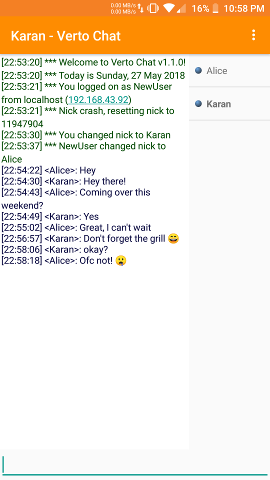 0.00 MB/s
0.00 MB/s
16% 10:58 PM
Karan - Verto Chat
[22:53:20] *** Welcome to Verto Chat v1.1.0!
[22:53:20] *** Today is Sunday, 27 May 2018
[22:53:21] *** You logged on as NewUser
from localhost (192.168.43.92)
[22:53:21] *** Nick crash, resetting nick to
11947904
[22:53:30] *** You changed nick to Karan
[22:53:37] *** NewUser changed nick to
Alice
[22:54:22] <Alice>: Hey
[22:54:30] <Karan>: Hey there!
[22:54:43] <Alice>: Coming over this
weekend?
[22:54:49] <Karan>: Yes
[22:55:02] <Alice>: Great, I can't wait
[22:56:57] <Karan>: Don't forget the grill 😄
[22:58:06] <Karan>: okay?
[22:58:18] <Alice>: Ofc not! 😮
Alice
Karan